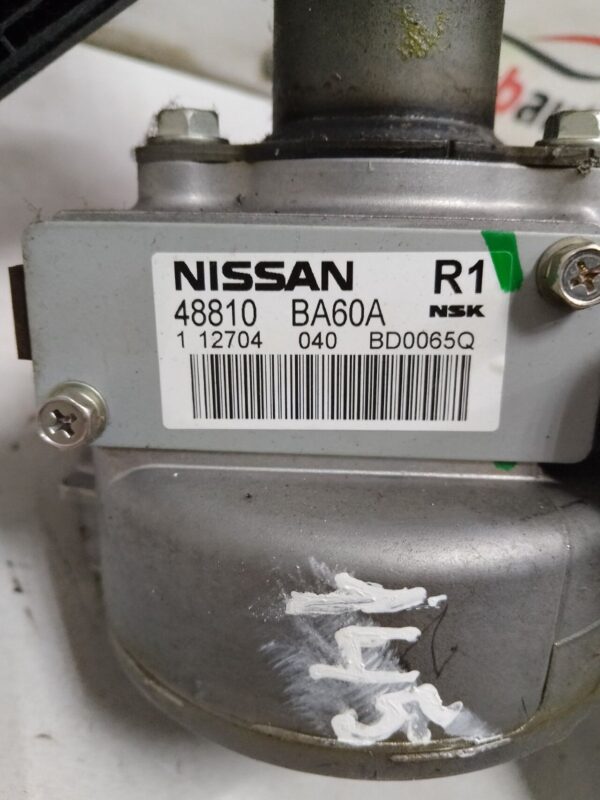 NISSAN R1
48810 BA60A NSK
1 12704 040 BD0065Q